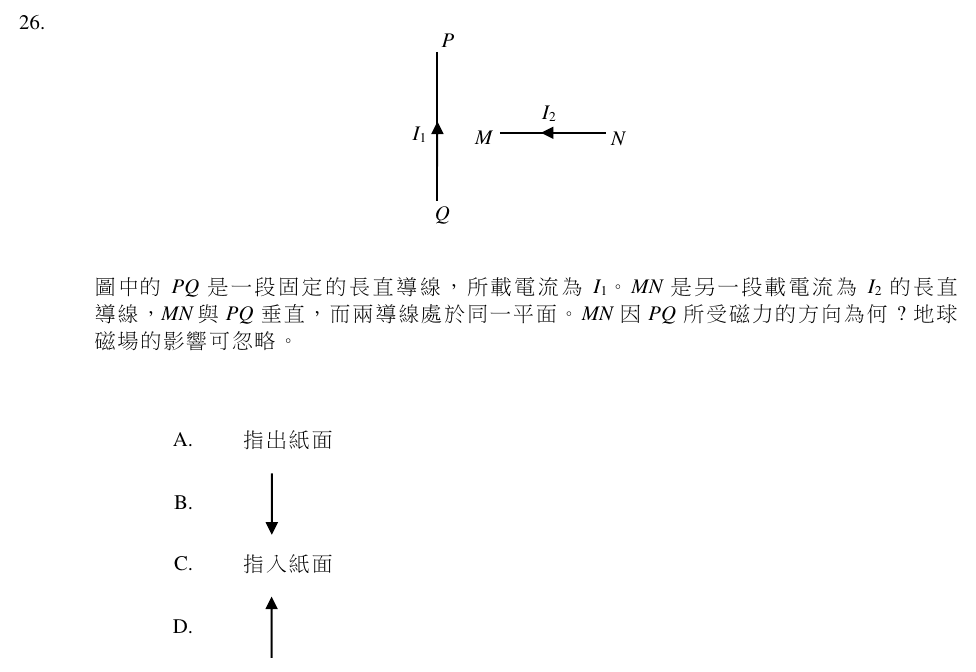 26.
P
I₁
M
I₂
N
Q
圖中的 PQ 是一段固定的長直導線，所載電流為 I₁。MN 是另一段載電流為 I₂ 的長直
導線，MN 與 PQ 垂直，而兩導線處於同一平面。MN 因 PQ 所受磁力的方向為何？地球
磁場的影響可忽略。
A. 指出紙面
B.
C. 指入紙面
D.